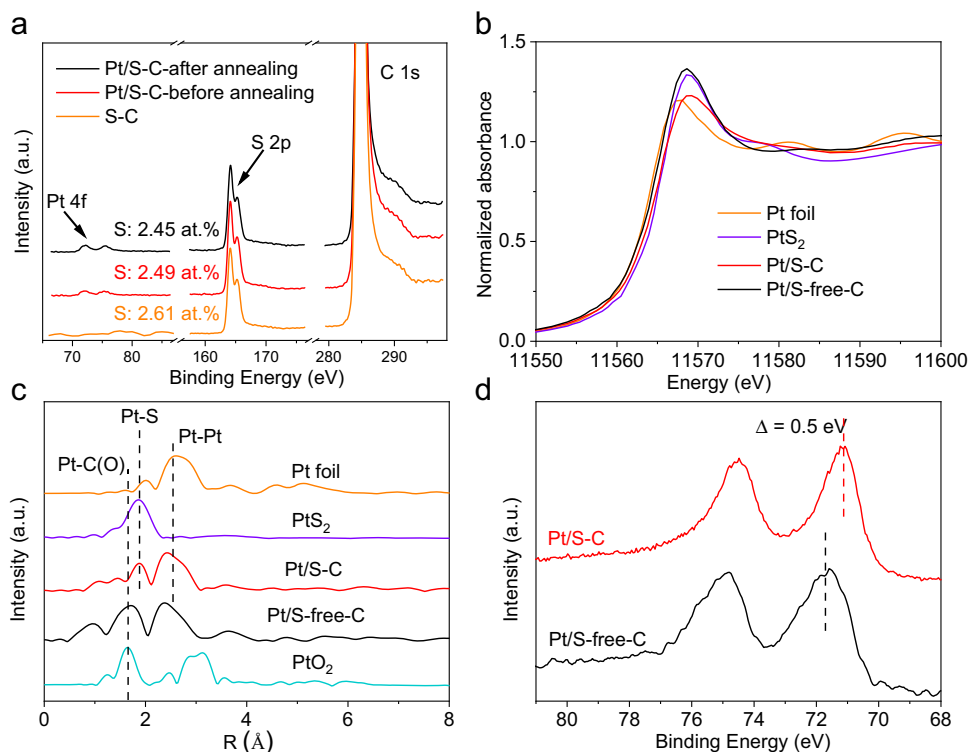 a
Pt/S-C-after annealing
Pt/S-C-before annealing
S-C
C 1s
S 2p
Pt 4f
S: 2.45 at.%
S: 2.49 at.%
S: 2.61 at.%
Intensity (a.u.)
70 80 160 170 280 290
Binding Energy (eV)
b
1.5
1.0
0.5
0.0
Normalized absorbance
Pt foil
PtS2
Pt/S-C
Pt/S-free-C
11550 11560 11570 11580 11590 11600
Energy (eV)
c
Pt-S
Pt-Pt
Pt-C(O)
Pt foil
PtS2
Pt/S-C
Pt/S-free-C
PtO2
Intensity (a.u.)
0 2 4 6 8
R (Å)
d
Δ = 0.5 eV
Pt/S-C
Pt/S-free-C
Intensity (a.u.)
80 78 76 74 72 70 68
Binding Energy (eV)